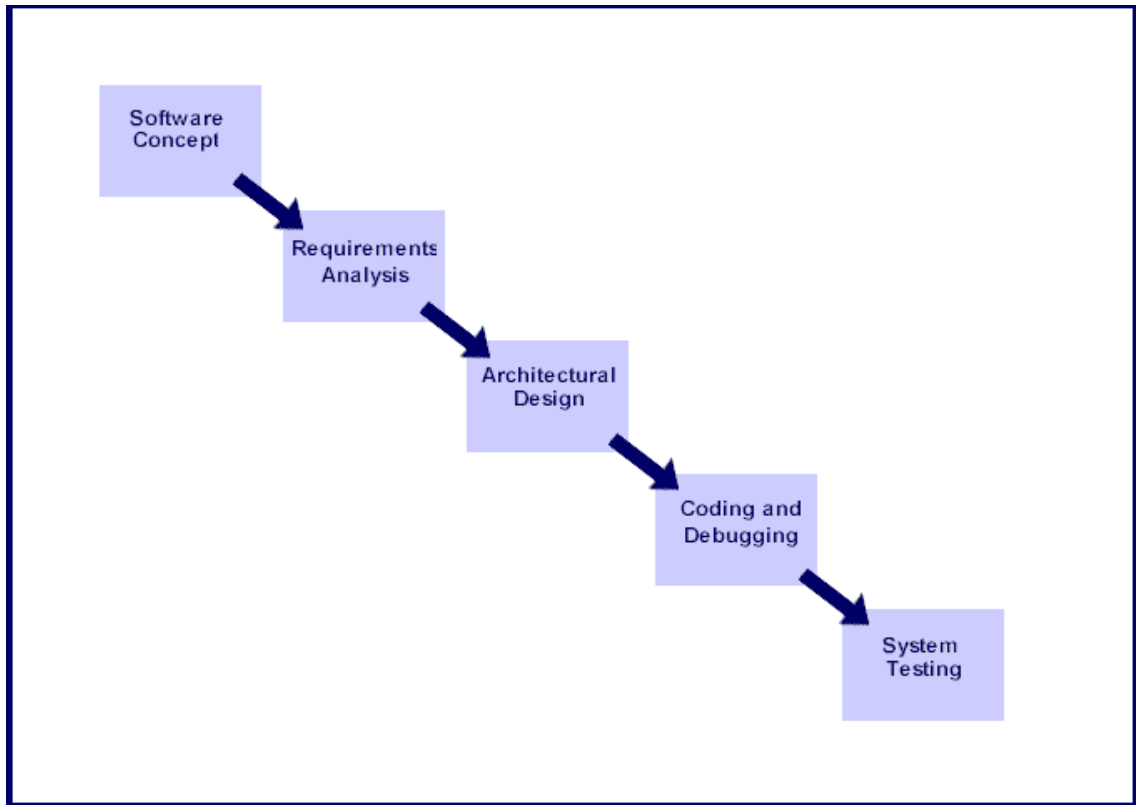 Software
Concept
Requirements
Analysis
Architectural
Design
Coding and
Debugging
System
Testing